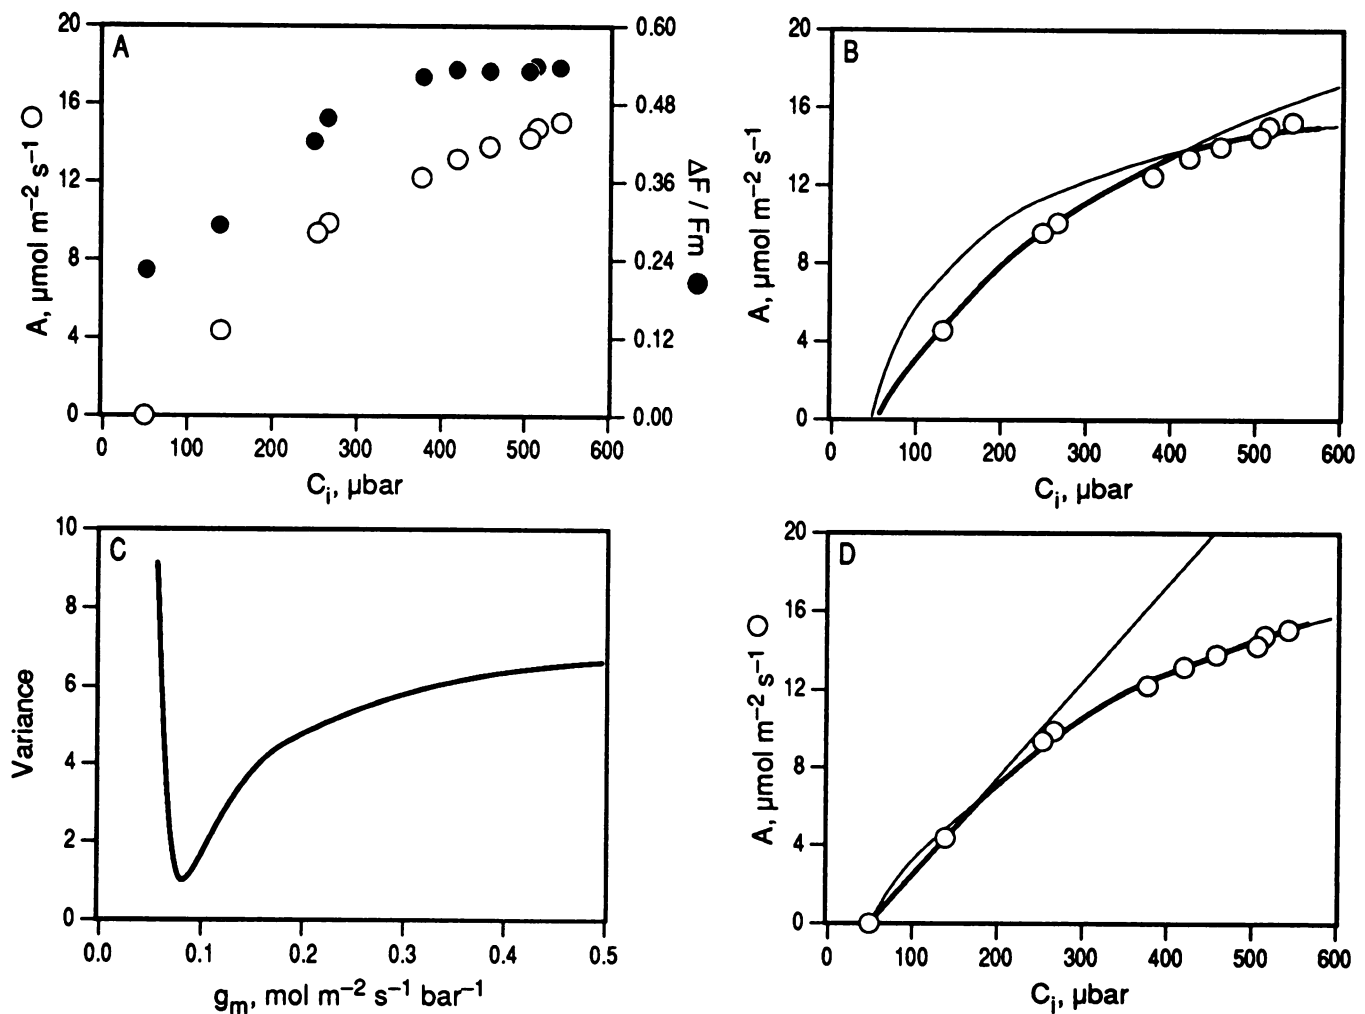 A
20
16
12
8
4
0
A, μmol m−2 s−1
0.60
0.48
0.36
0.24
0.12
0.00
ΔF / Fm
0 100 200 300 400 500 600
Ci, μbar
B
20
16
12
8
4
0
A, μmol m−2 s−1
0 100 200 300 400 500 600
Ci, μbar
C
10
8
6
4
2
0
Variance
0.0 0.1 0.2 0.3 0.4 0.5
gm, mol m−2 s−1 bar−1
D
20
16
12
8
4
0
A, μmol m−2 s−1
0 100 200 300 400 500 600
Ci, μbar